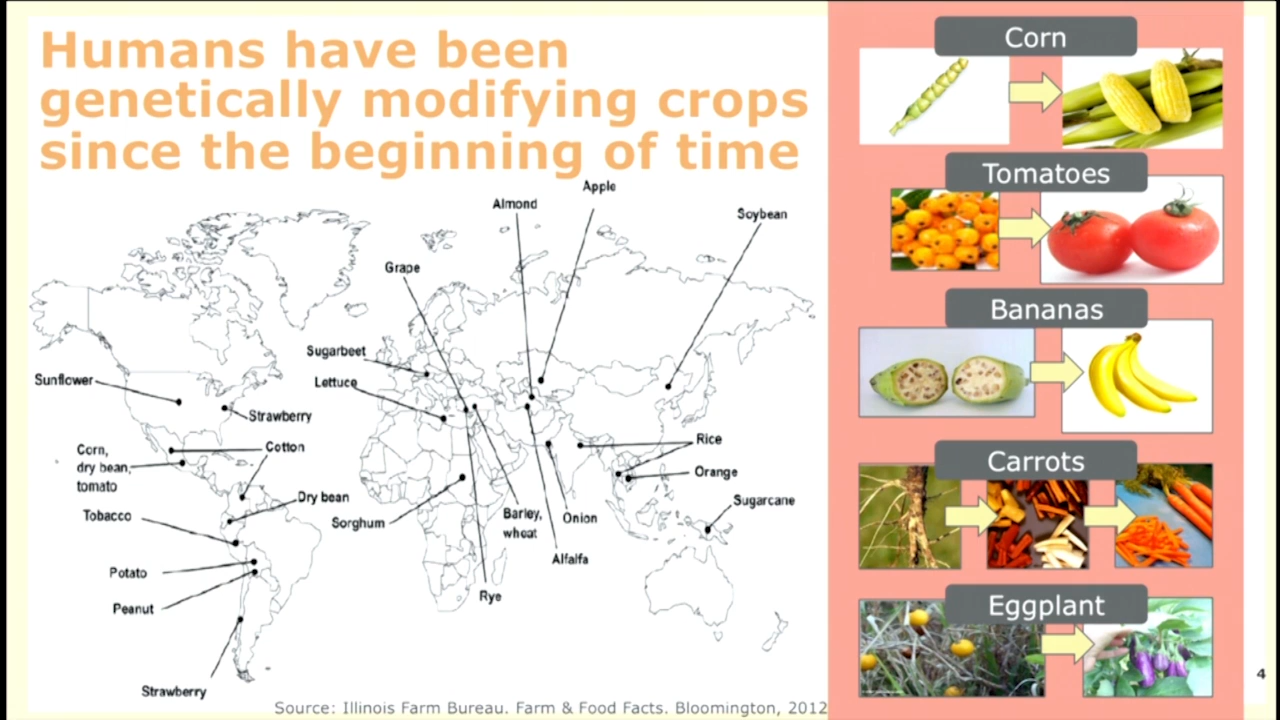 Humans have been
genetically modifying crops
since the beginning of time
Apple
Almond
Soybean
Grape
Sugarbeet
Lettuce
Sunflower
Strawberry
Cotton
Corn,
dry bean,
tomato
Rice
Orange
Dry bean
Sugarcane
Tobacco
Sorghum
Barley,
wheat
Onion
Alfalfa
Potato
Peanut
Rye
Strawberry
Source: Illinois Farm Bureau. Farm & Food Facts. Bloomington, 2012
Corn
Tomatoes
Bananas
Carrots
Eggplant
4